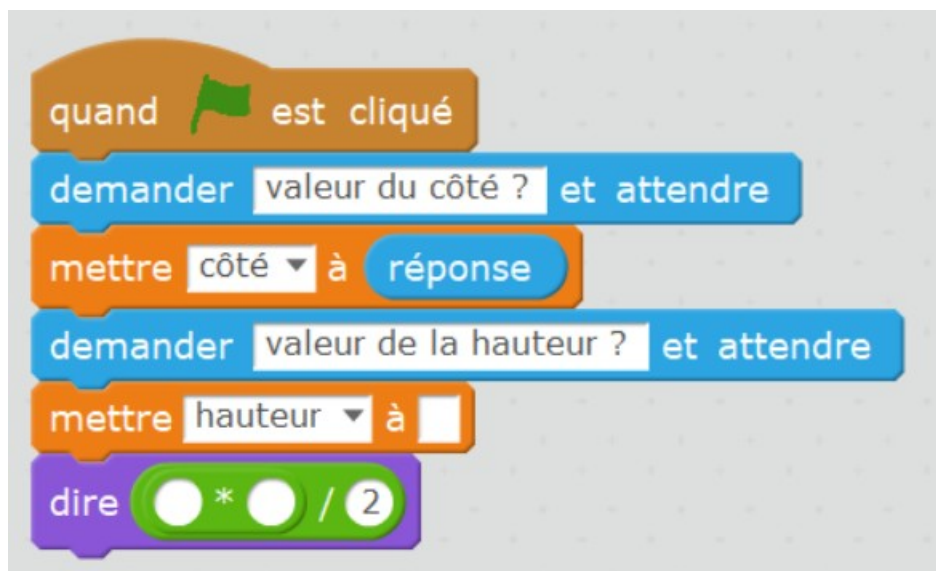 quand est cliqué
demander valeur du côté ? et attendre
mettre côté à réponse
demander valeur de la hauteur ? et attendre
mettre hauteur à
dire * / 2